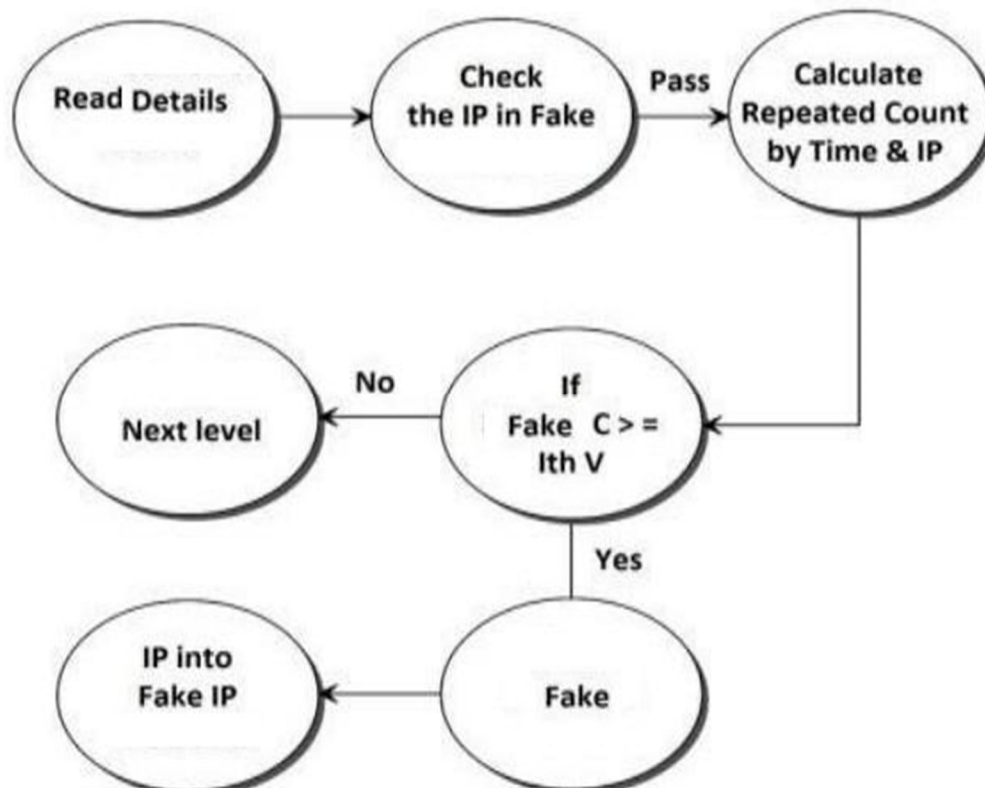 Read Details
Check
the IP in Fake
Pass
Calculate
Repeated Count
by Time & IP
No
If
Fake C > =
Ith V
Next level
Yes
IP into
Fake IP
Fake